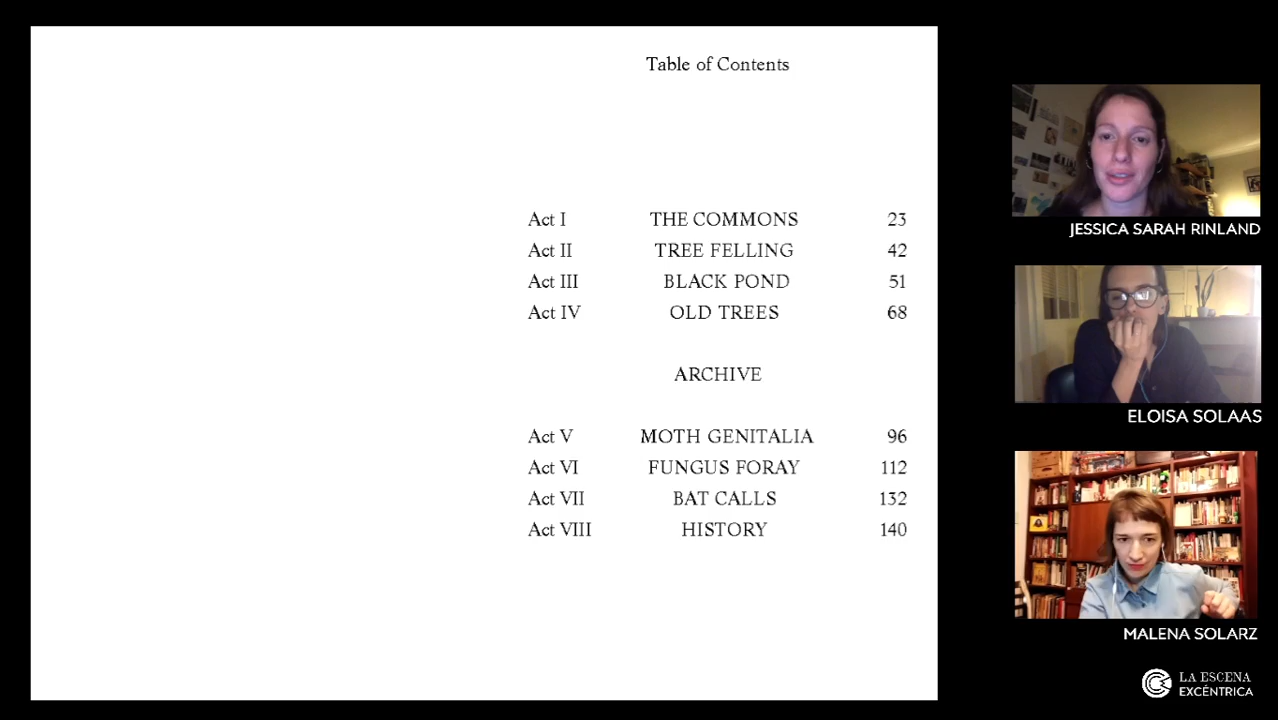 Table of Contents
Act I THE COMMONS 23
Act II TREE FELLING 42
Act III BLACK POND 51
Act IV OLD TREES 68
ARCHIVE
Act V MOTH GENITALIA 96
Act VI FUNGUS FORAY 112
Act VII BAT CALLS 132
Act VIII HISTORY 140
JESSICA SARAH RINLAND
ELOISA SOLAAS
MALENA SOLARZ
LA ESCENA
EXCÉNTRICA